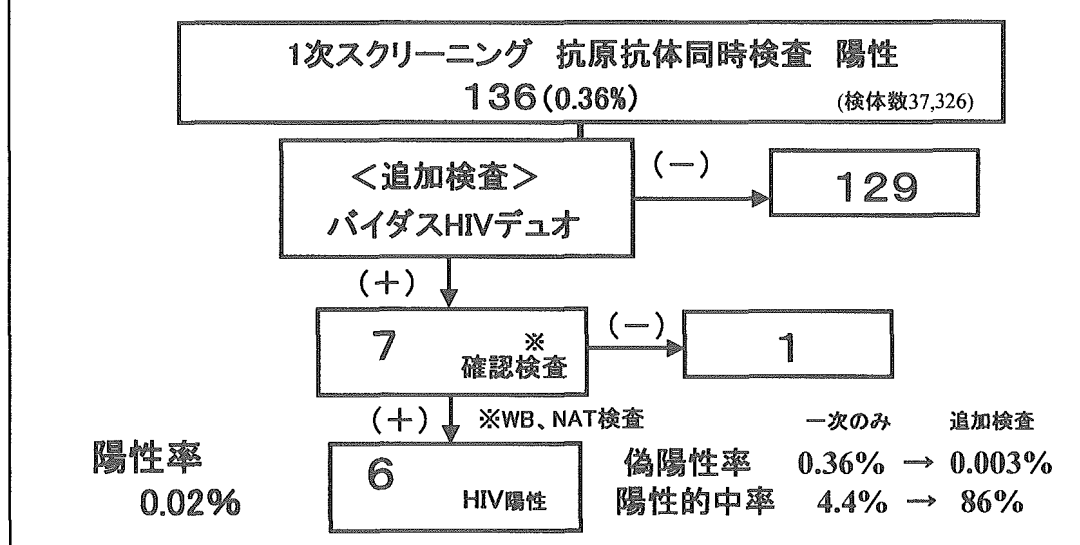 1次スクリーニング 抗原抗体同時検査 陽性
136(0.36%) (検体数37,326)
＜追加検査＞
バイダスHIVデュオ
(－)
129
(＋)
7 ※
確認検査
(－)
1
(＋) ※WB、NAT検査
6
HIV陽性
陽性率
0.02%
一次のみ 追加検査
偽陽性率 0.36% → 0.003%
陽性的中率 4.4% → 86%